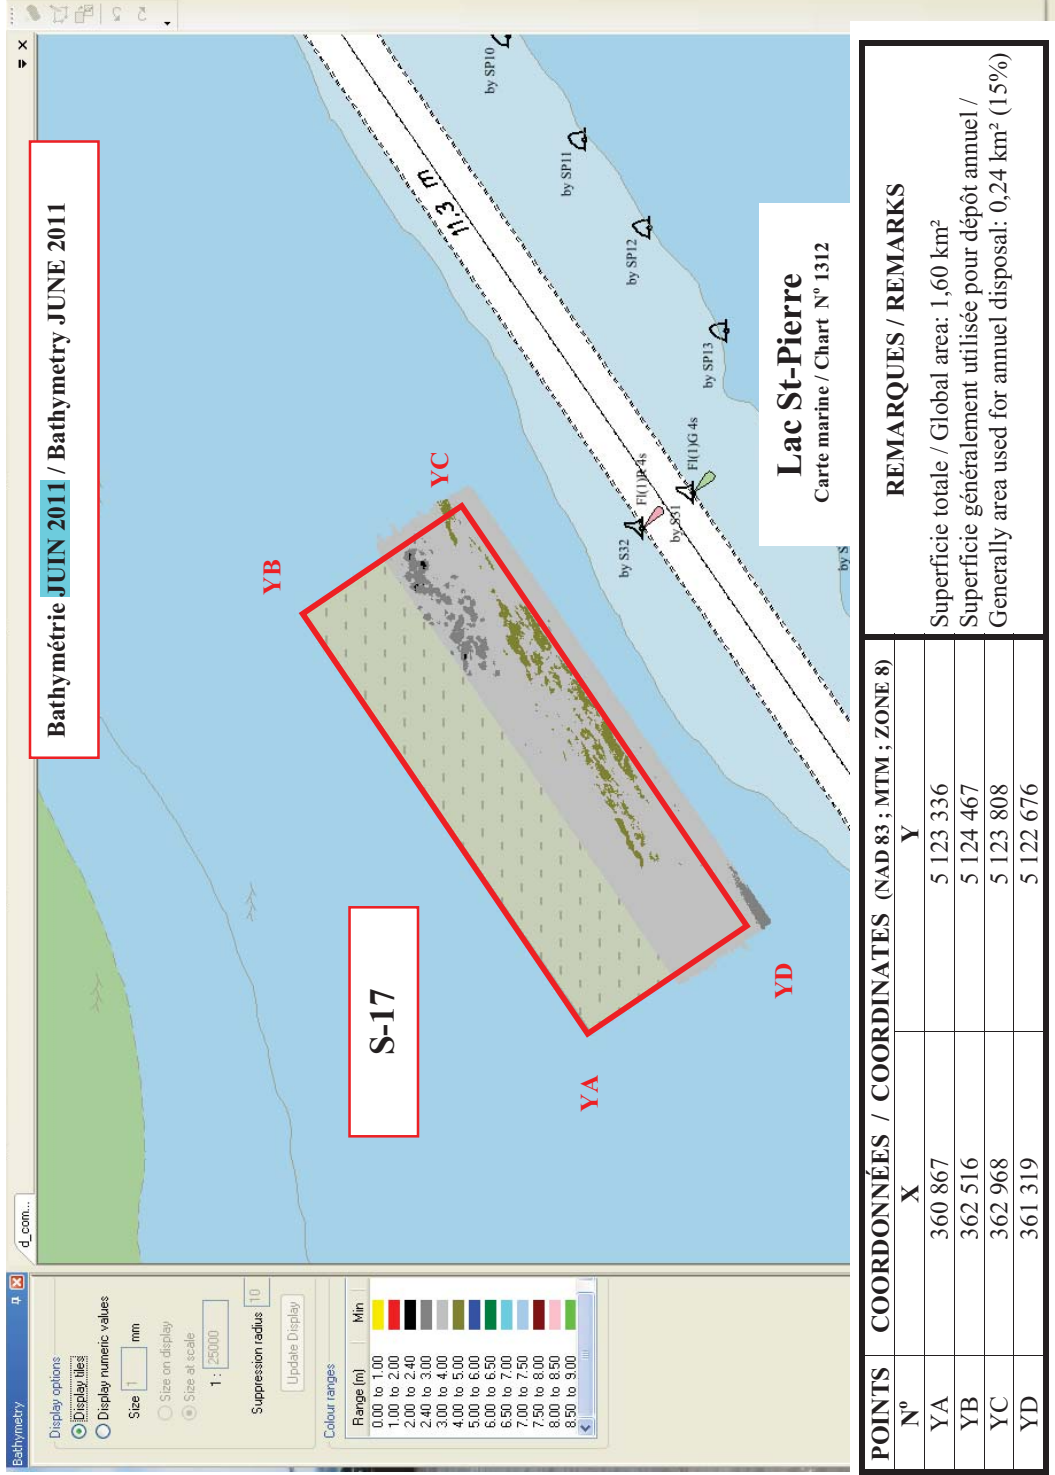 Bathymetry
Display options
Display tiles
Display numeric values
Size 1 mm
Size on display
Size at scale
1 : 25000
Suppression radius 10
Update Display
Colour ranges
Range (m) Min
0.00 to 1.00
1.00 to 2.00
2.00 to 2.40
2.40 to 3.00
3.00 to 4.00
4.00 to 5.00
5.00 to 6.00
6.00 to 6.50
6.50 to 7.00
7.00 to 7.50
7.50 to 8.00
8.00 to 8.50
8.50 to 9.00
d_com...
Bathymétrie JUIN 2011 / Bathymetry JUNE 2011
S-17
YA
YB
YC
YD
11,3 m
by SP10
by SP11
by SP12
by SP13
Fl(1)R 4s
Fl(1)G 4s
by S32
by S31
by S
Lac St-Pierre
Carte marine / Chart N° 1312
POINTS COORDONNÉES / COORDINATES (NAD 83 ; MTM ; ZONE 8) REMARQUES / REMARKS
N° X Y
YA 360 867 5 123 336
YB 362 516 5 124 467
YC 362 968 5 123 808
YD 361 319 5 122 676
Superficie totale / Global area: 1,60 km²
Superficie généralement utilisée pour dépôt annuel /
Generally area used for annuel disposal: 0,24 km² (15%)